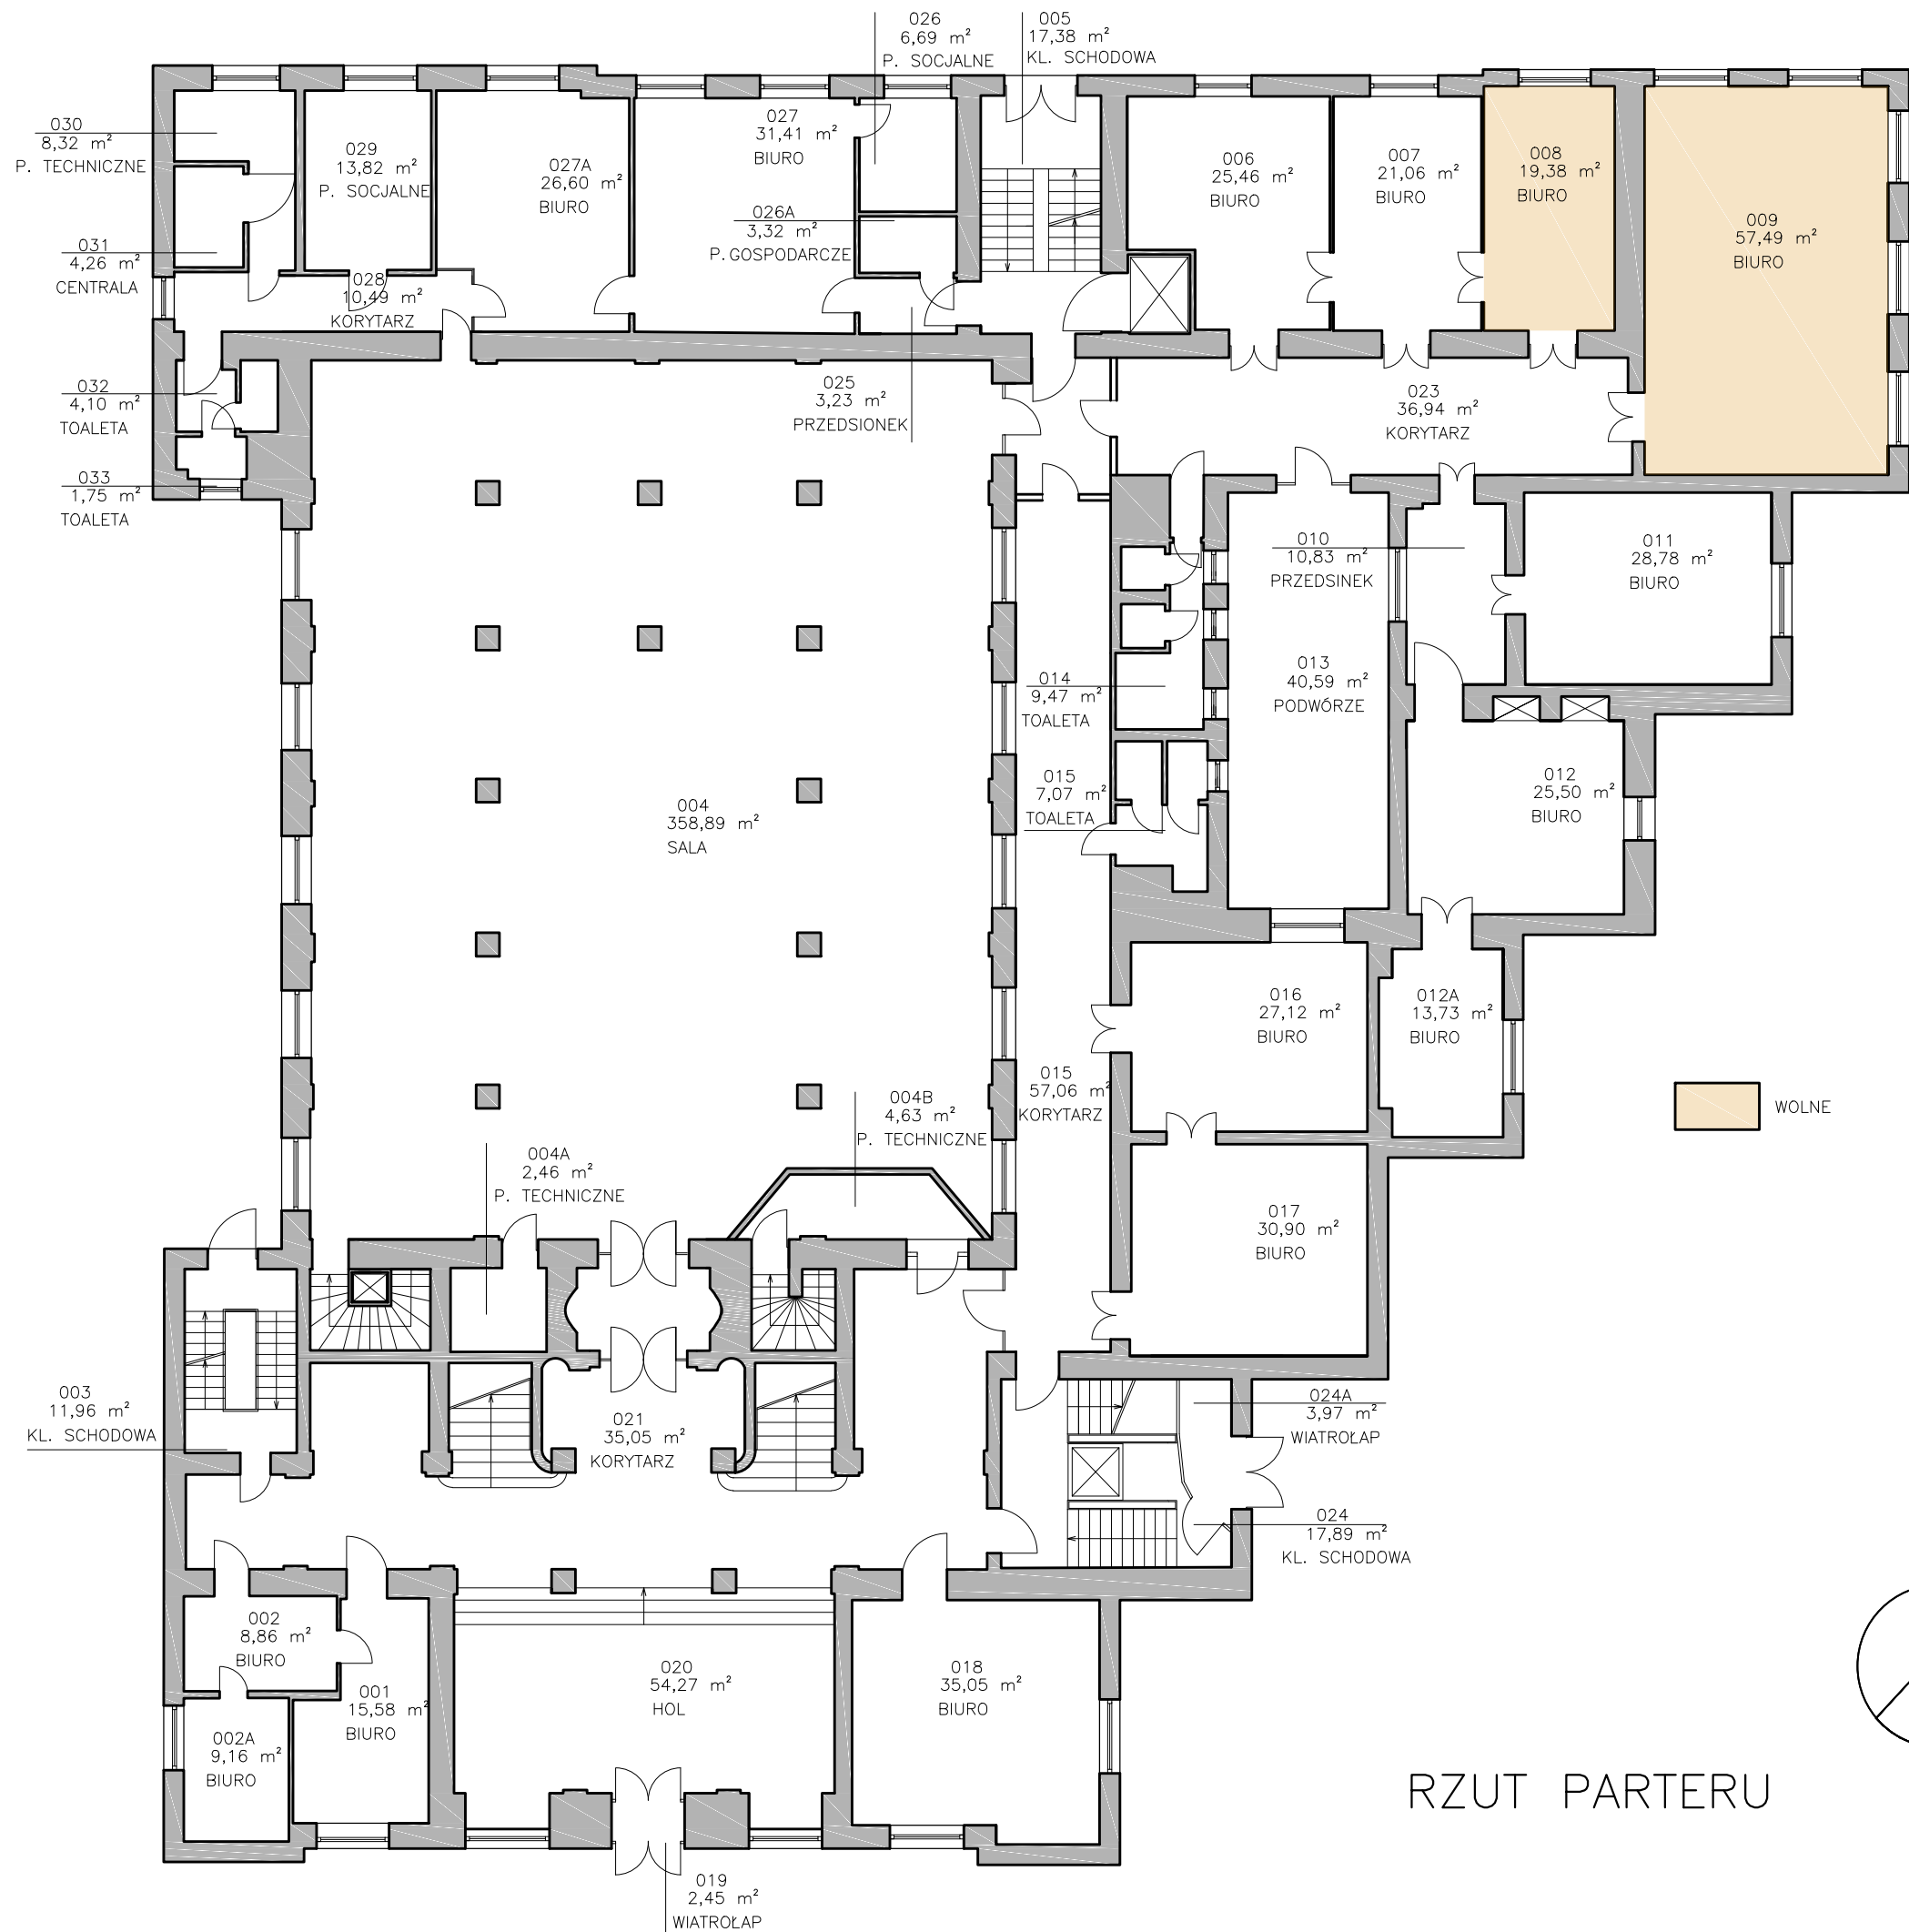 026
6,69 m²
P. SOCJALNE
005
17,38 m²
KL. SCHODOWA
030
8,32 m²
P. TECHNICZNE
029
13,82 m²
P. SOCJALNE
027A
26,60 m²
BIURO
027
31,41 m²
BIURO
026A
3,32 m²
P.GOSPODARCZE
006
25,46 m²
BIURO
007
21,06 m²
BIURO
008
19,38 m²
BIURO
009
57,49 m²
BIURO
031
4,26 m²
CENTRALA
028
10,49 m²
KORYTARZ
032
4,10 m²
TOALETA
025
3,23 m²
PRZEDSIONEK
023
36,94 m²
KORYTARZ
033
1,75 m²
TOALETA
010
10,83 m²
PRZEDSINEK
011
28,78 m²
BIURO
014
9,47 m²
TOALETA
013
40,59 m²
PODWÓRZE
004
358,89 m²
SALA
015
7,07 m²
TOALETA
012
25,50 m²
BIURO
016
27,12 m²
BIURO
012A
13,73 m²
BIURO
015
57,06 m²
KORYTARZ
004B
4,63 m²
P. TECHNICZNE
WOLNE
004A
2,46 m²
P. TECHNICZNE
017
30,90 m²
BIURO
003
11,96 m²
KL. SCHODOWA
021
35,05 m²
KORYTARZ
024A
3,97 m²
WIATROŁAP
024
17,89 m²
KL. SCHODOWA
002
8,86 m²
BIURO
001
15,58 m²
BIURO
002A
9,16 m²
BIURO
020
54,27 m²
HOL
018
35,05 m²
BIURO
RZUT PARTERU
019
2,45 m²
WIATROŁAP